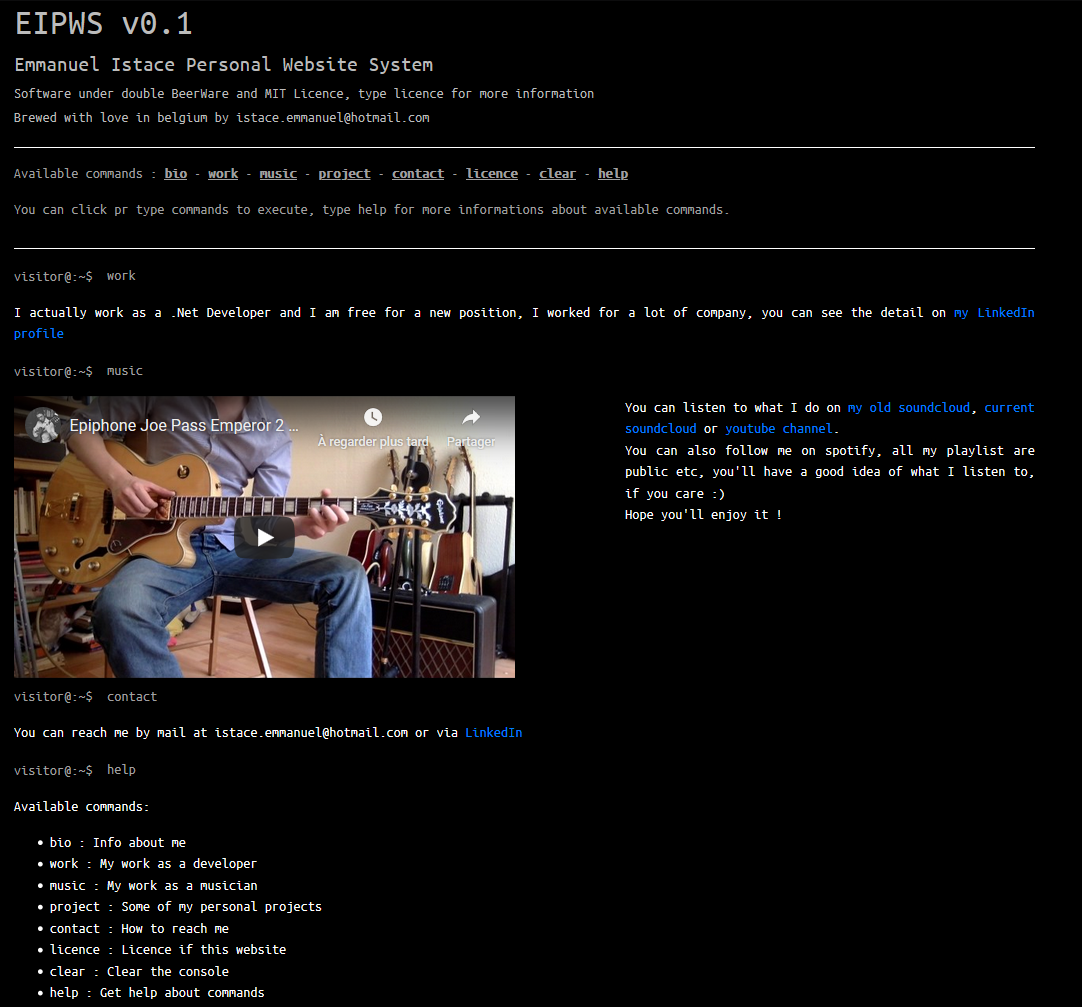 EIPWS v0.1
Emmanuel Istace Personal Website System
Software under double BeerWare and MIT Licence, type licence for more information
Brewed with love in belgium by istace.emmanuel@hotmail.com
Available commands : bio - work - music - project - contact - licence - clear - help
You can click pr type commands to execute, type help for more informations about available commands.
visitor@:~$ work
I actually work as a .Net Developer and I am free for a new position, I worked for a lot of company, you can see the detail on my LinkedIn
profile
visitor@:~$ music
Epiphone Joe Pass Emperor 2 ...
À regarder plus tard
Partager
You can listen to what I do on my old soundcloud, current
soundcloud or youtube channel.
You can also follow me on spotify, all my playlist are
public etc, you'll have a good idea of what I listen to,
if you care :)
Hope you'll enjoy it !
visitor@:~$ contact
You can reach me by mail at istace.emmanuel@hotmail.com or via LinkedIn
visitor@:~$ help
Available commands:
• bio : Info about me
• work : My work as a developer
• music : My work as a musician
• project : Some of my personal projects
• contact : How to reach me
• licence : Licence if this website
• clear : Clear the console
• help : Get help about commands